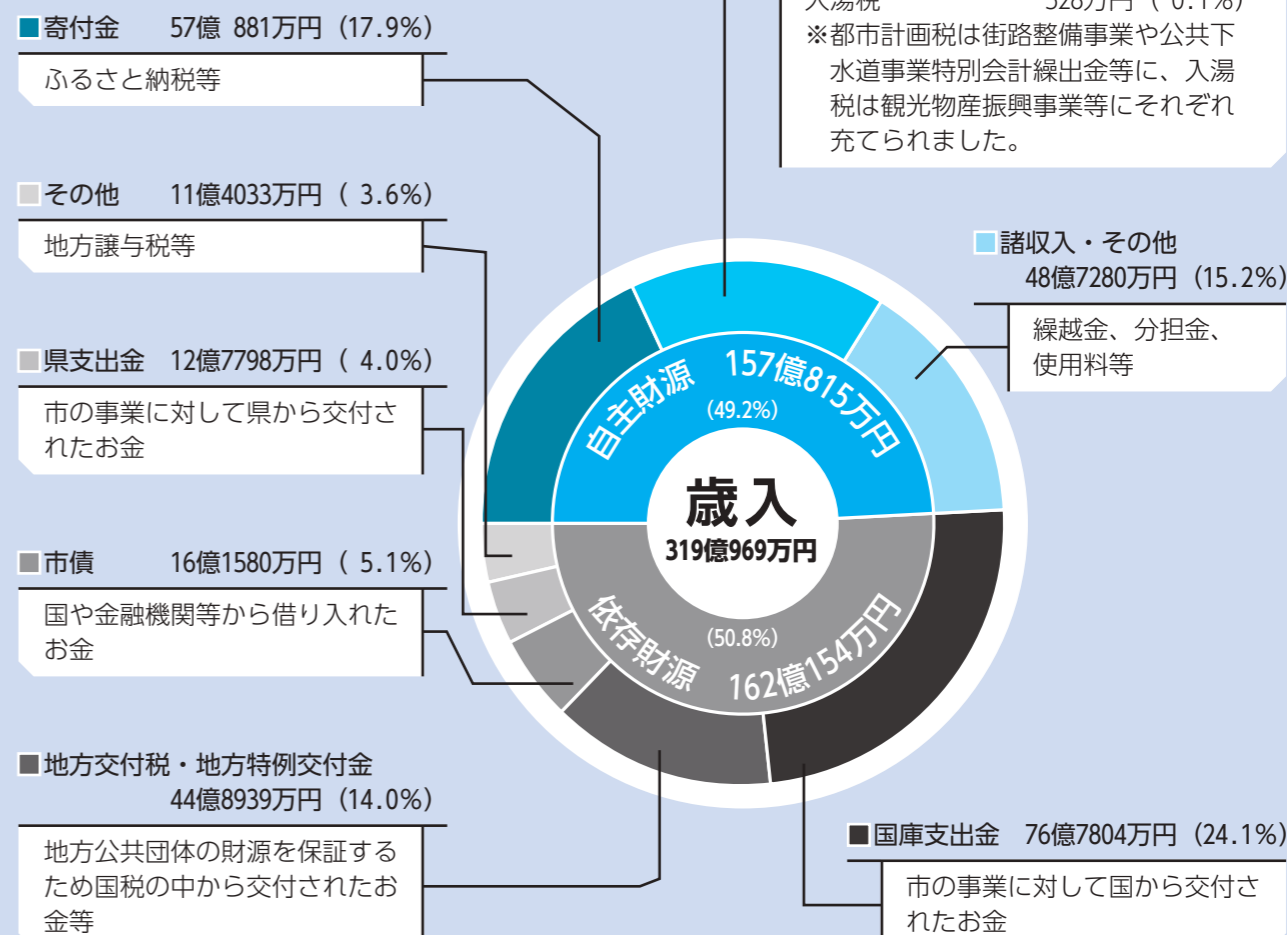 ■寄付金 57億 881万円 (17.9%)
ふるさと納税等
■その他 11億4033万円 ( 3.6%)
地方譲与税等
■県支出金 12億7798万円 ( 4.0%)
市の事業に対して県から交付さ
れたお金
■市債 16億1580万円 ( 5.1%)
国や金融機関等から借り入れた
お金
■地方交付税・地方特例交付金
44億8939万円 (14.0%)
地方公共団体の財源を保証する
ため国税の中から交付されたお
金等
※都市計画税は街路整備事業や公共下
水道事業特別会計繰出金等に、入湯
税は観光物産振興事業等にそれぞれ
充てられました。
■諸収入・その他
48億7280万円 (15.2%)
繰越金、分担金、
使用料等
自主財源 157億815万円
(49.2%)
歳入
319億969万円
(50.8%)
依存財源 162億154万円
■国庫支出金 76億7804万円 (24.1%)
市の事業に対して国から交付さ
れたお金